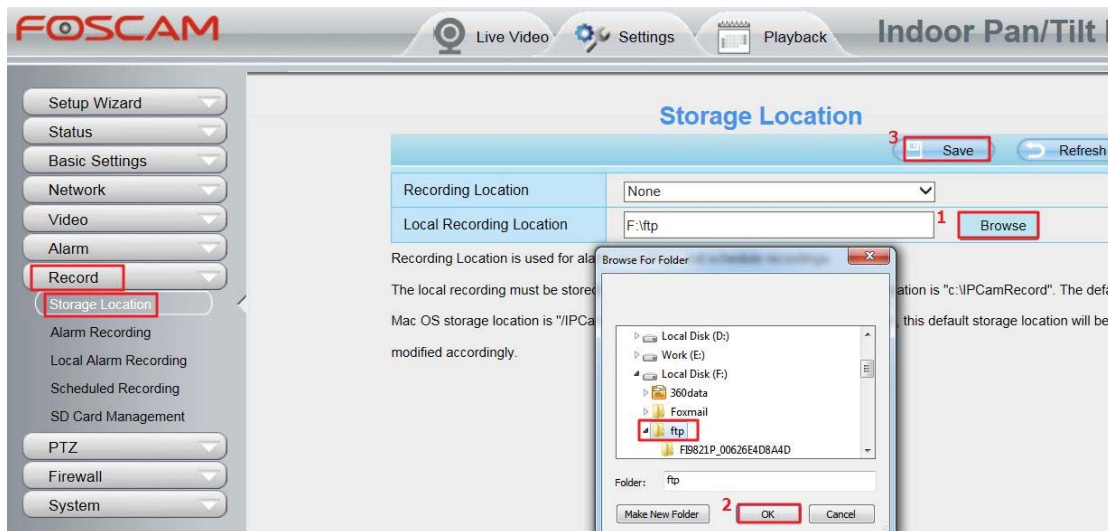 FOSCAM
Live Video
Settings
Playback
Indoor Pan/Tilt
Setup Wizard
Status
Basic Settings
Network
Video
Alarm
Record
Storage Location
Alarm Recording
Local Alarm Recording
Scheduled Recording
SD Card Management
PTZ
Firewall
System
Storage Location
3 Save Refresh
Recording Location None
Local Recording Location F:\ftp 1 Browse
Recording Location is used for
The local recording must be stored ation is "c:\IPCamRecord". The
Mac OS storage location is "/IPCa , this default storage location will be
modified accordingly.
Browse For Folder
Local Disk (D:)
Work (E:)
Local Disk (F:)
360data
Foxmail
ftp
FI9821P_00626E4D8A4D
Folder: ftp
Make New Folder 2 OK Cancel